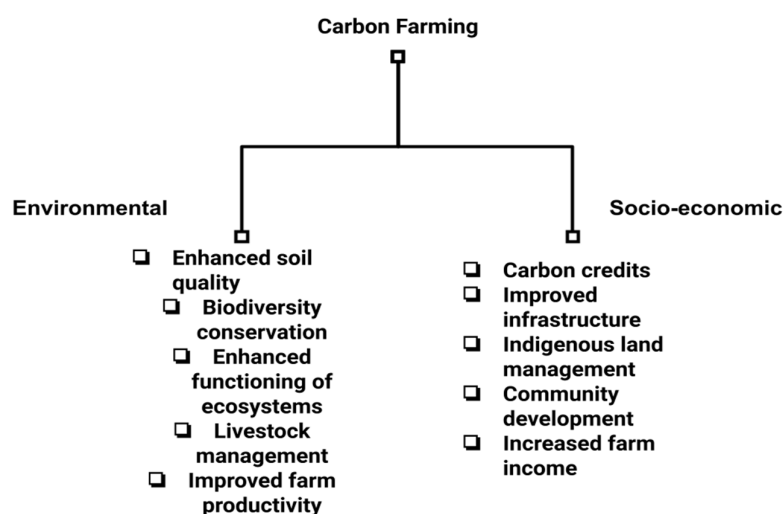 Carbon Farming
Environmental
Enhanced soil
quality
Biodiversity
conservation
Enhanced
functioning of
ecosystems
Livestock
management
Improved farm
productivity
Socio-economic
Carbon credits
Improved
infrastructure
Indigenous land
management
Community
development
Increased farm
income